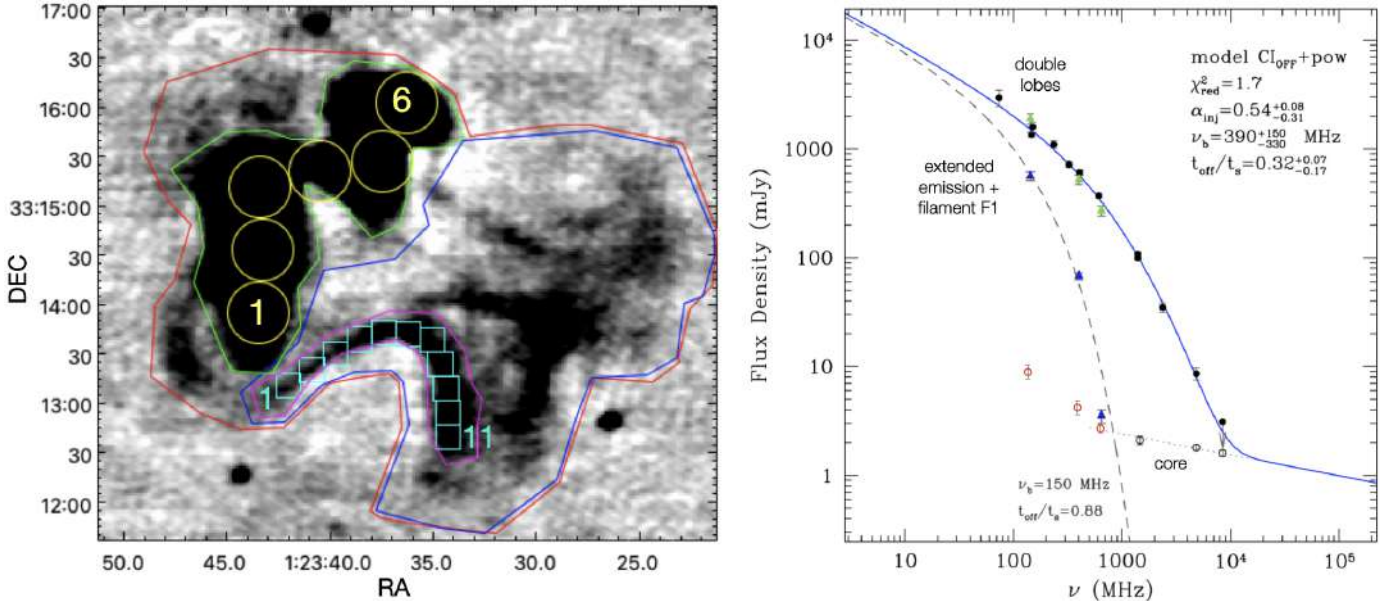 17:00
30
16:00
30
33:15:00
30
14:00
30
13:00
30
12:00
DEC
6
1
1
11
50.0
45.0
1:23:40.0
35.0
30.0
25.0
RA
10⁴
1000
100
10
1
Flux Density (mJy)
double
lobes
model CI_OFF+pow
χ²_red=1.7
α_inj=0.54^{+0.08}_{-0.31}
ν_b=390^{+150}_{-330} MHz
t_off/t_s=0.32^{+0.07}_{-0.17}
extended
emission +
filament F1
core
ν_b=150 MHz
t_off/t_s=0.88
10
100
1000
10⁴
10⁵
ν (MHz)